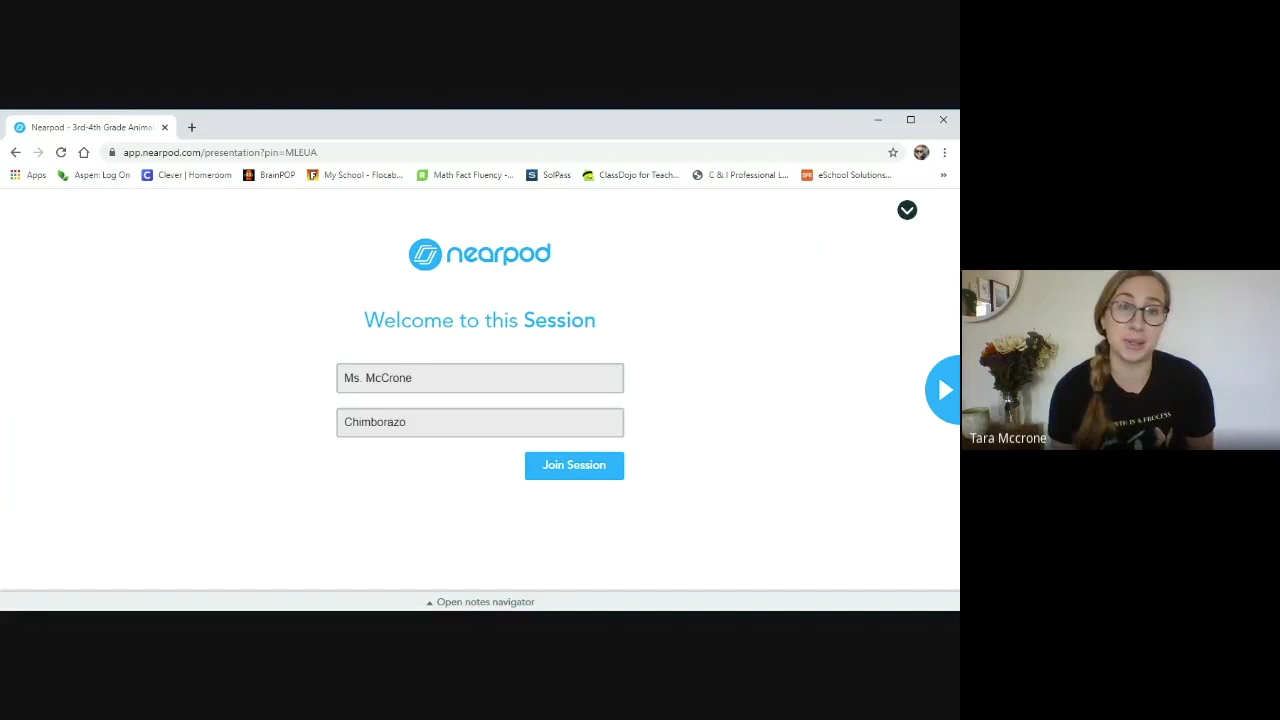 Nearpod - 3rd-4th Grade Anima
app.nearpod.com/presentation?pin=MLEUA
Apps Aspen: Log On Clever | Homeroom BrainPOP My School - Flocab... Math Fact Fluency -... SolPass ClassDojo for Teach... C & I Professional L... eSchool Solutions... »
nearpod
Welcome to this Session
Ms. McCrone
Chimborazo
Join Session
Open notes navigator
IS A PROCESS
Tara Mccrone